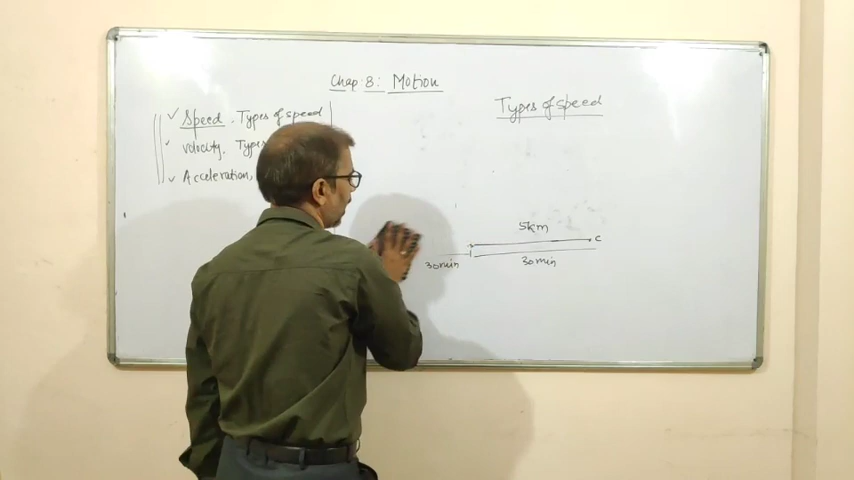 Chap: 8: Motion
Types of speed
✓ Speed. Types of speed
✓ Velocity. Types
✓ Acceleration,
5km
C
30min
30min